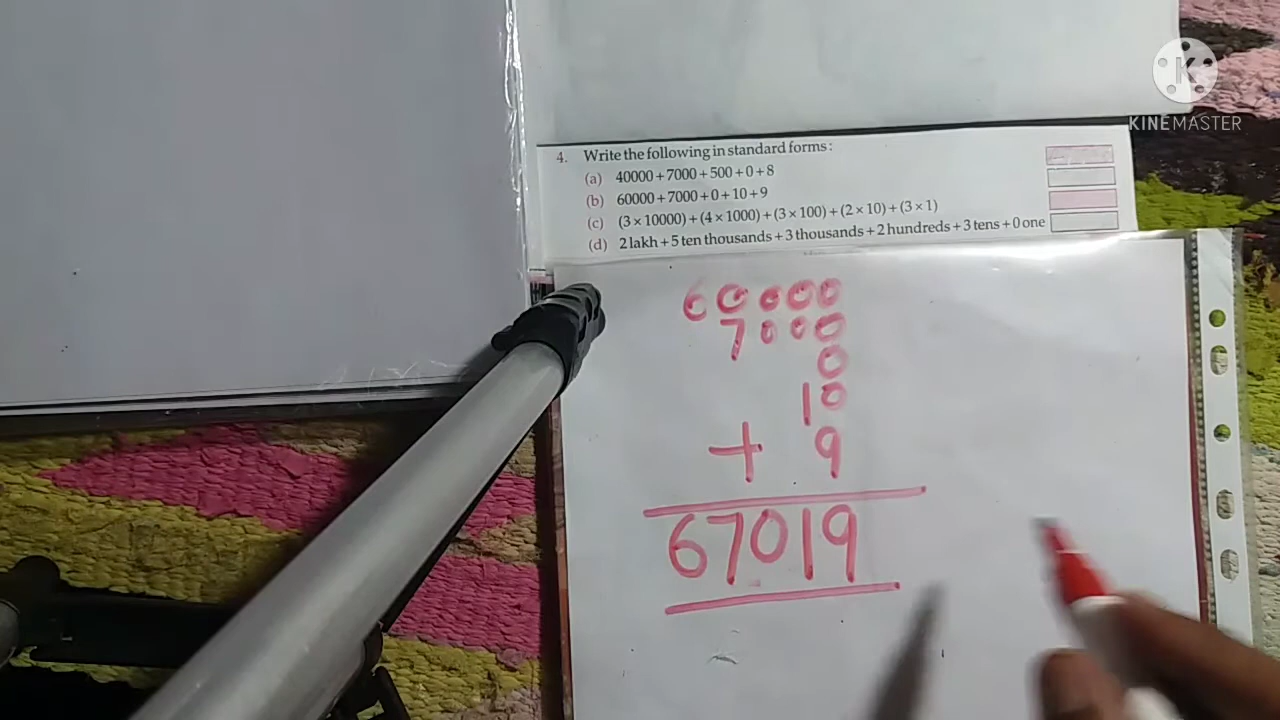 KINEMASTER
4. Write the following in standard forms :
(a) 40000 + 7000 + 500 + 0 + 8
(b) 60000 + 7000 + 0 + 10 + 9
(c) (3 × 10000) + (4 × 1000) + (3 × 100) + (2 × 10) + (3 × 1)
(d) 2 lakh + 5 ten thousands + 3 thousands + 2 hundreds + 3 tens + 0 one
60000
7000
0
10
+ 9
67019